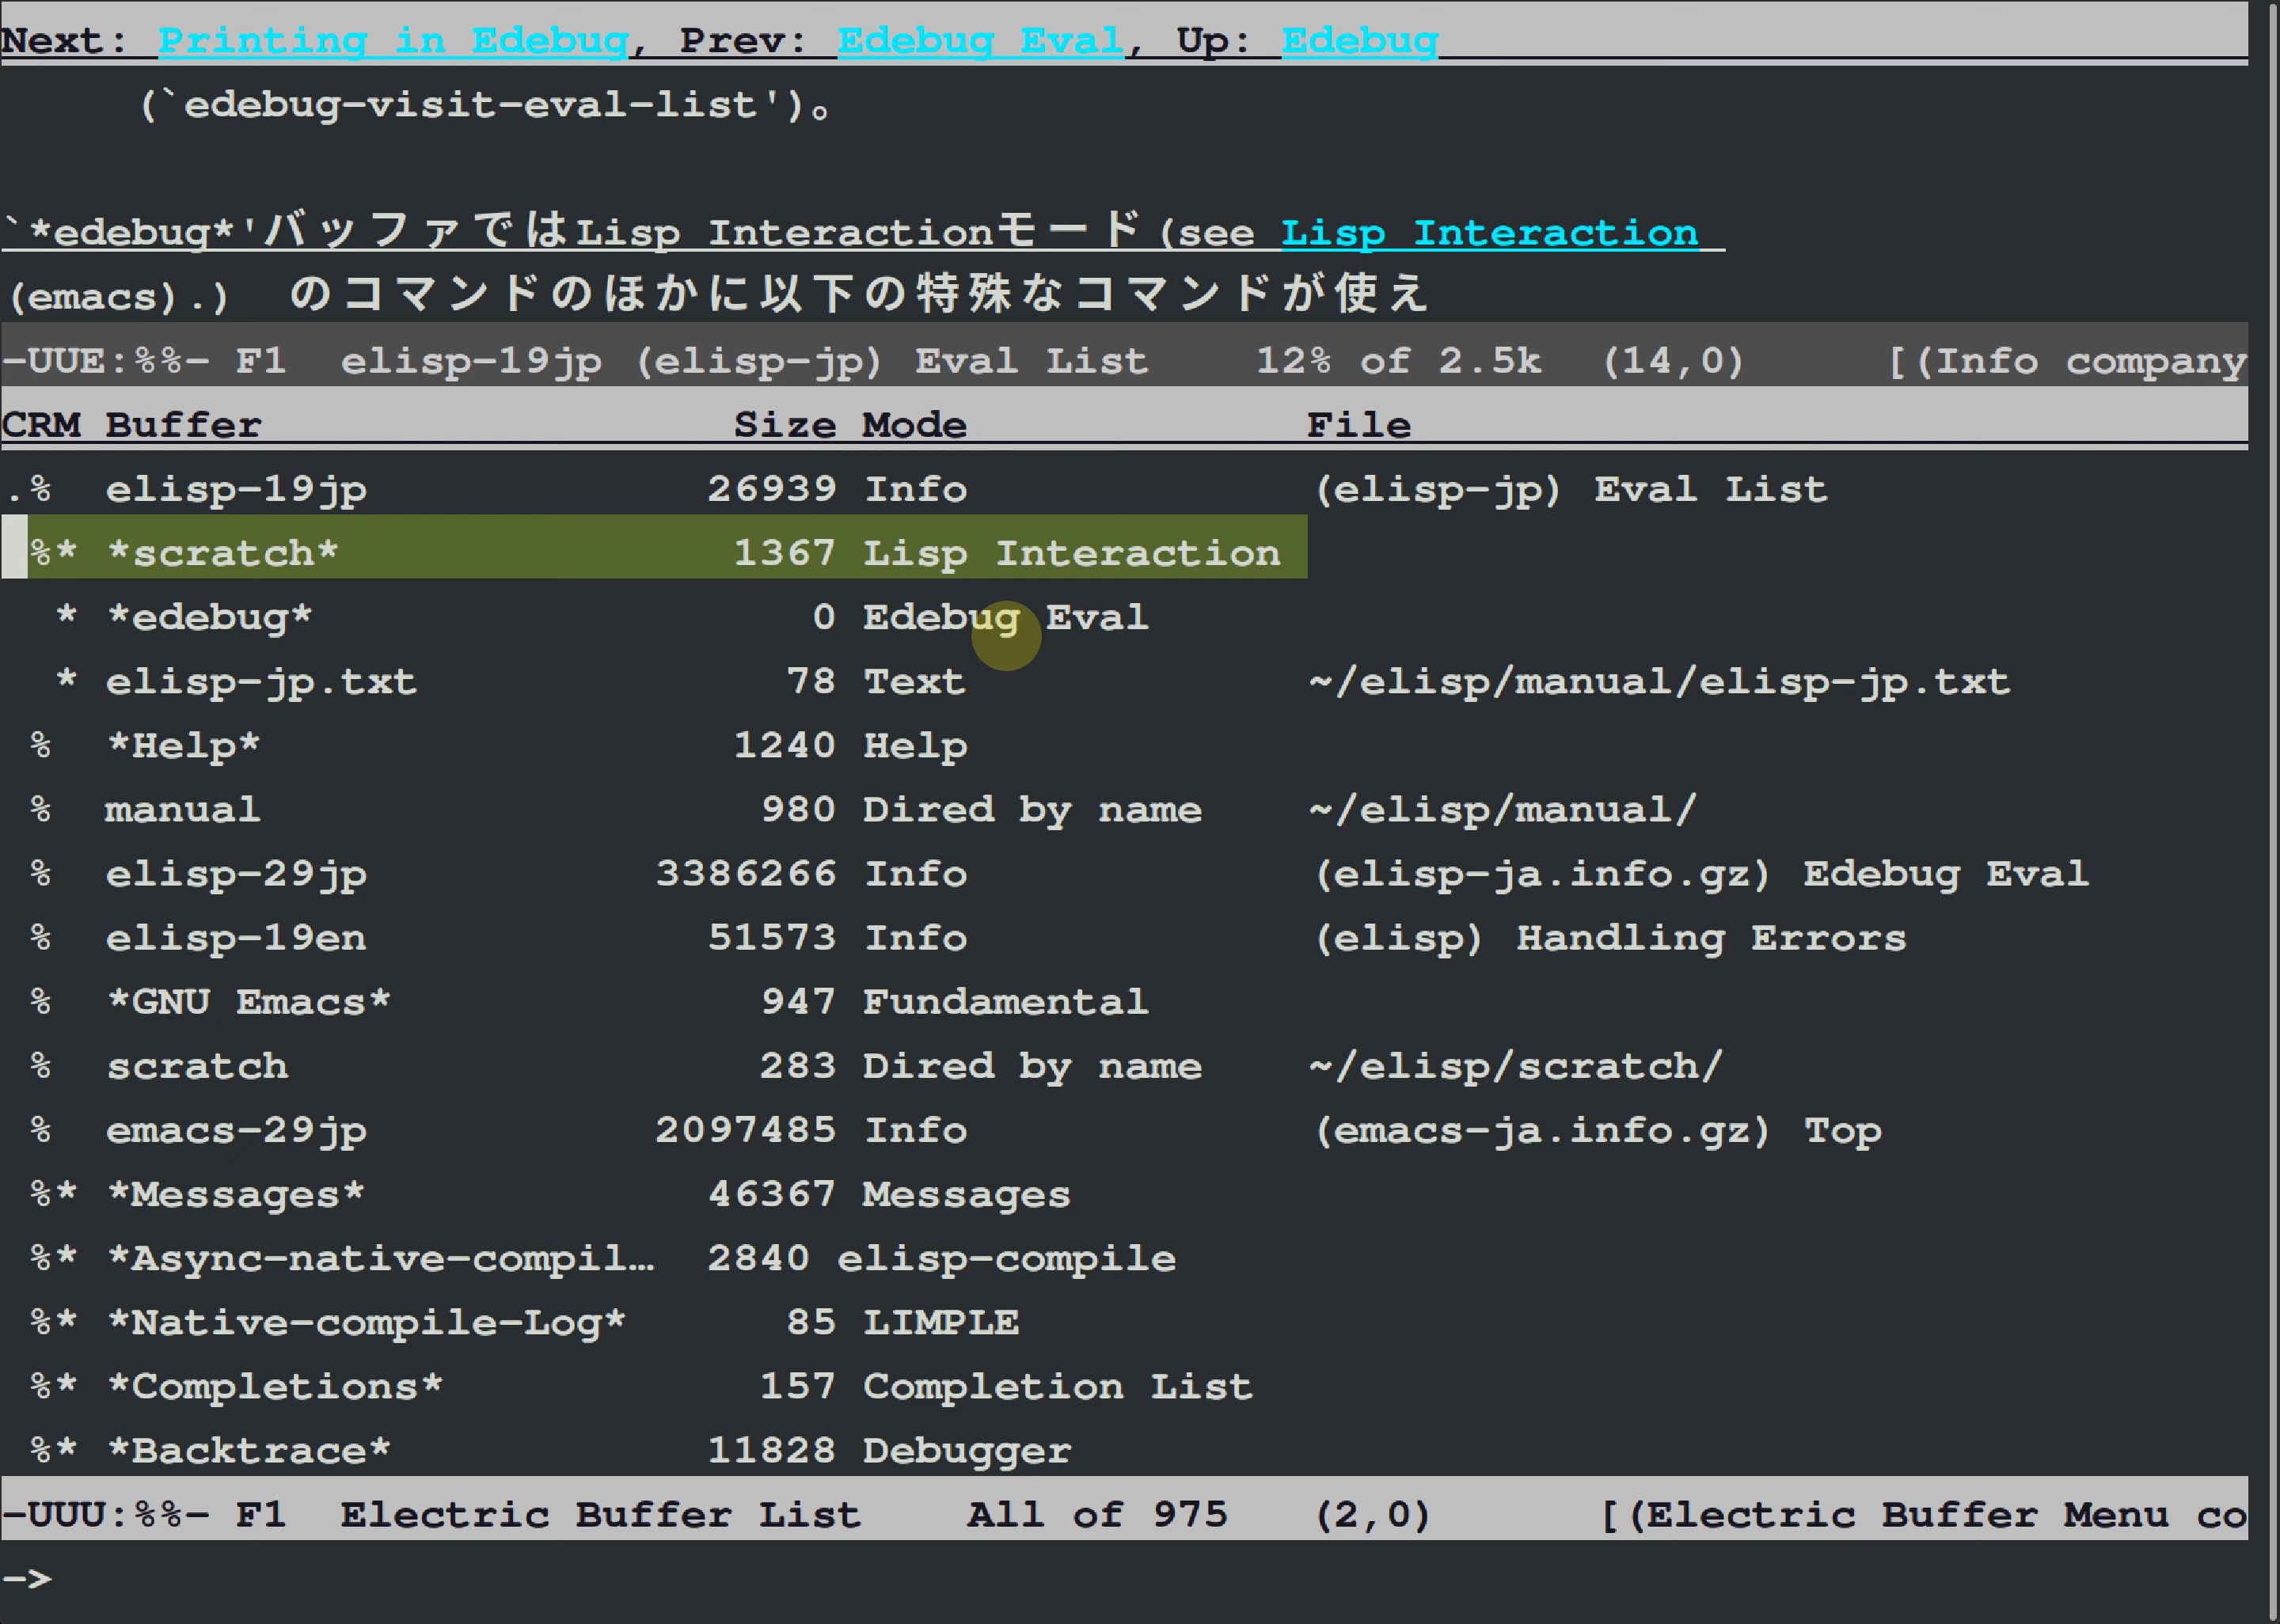 Next: Printing in Edebug, Prev: Edebug Eval, Up: Edebug
(`edebug-visit-eval-list')。
`*edebug*'バッファではLisp Interactionモード(see Lisp Interaction
(emacs).) のコマンドのほかに以下の特殊なコマンドが使え
-UUE:%%- F1  elisp-19jp (elisp-jp) Eval List    12% of 2.5k  (14,0)     [(Info company
CRM Buffer                  Size Mode             File
.%  elisp-19jp             26939 Info             (elisp-jp) Eval List
 %* *scratch*               1367 Lisp Interaction
  * *edebug*                   0 Edebug Eval
  * elisp-jp.txt              78 Text             ~/elisp/manual/elisp-jp.txt
 %  *Help*                  1240 Help
 %  manual                   980 Dired by name    ~/elisp/manual/
 %  elisp-29jp           3386266 Info             (elisp-ja.info.gz) Edebug Eval
 %  elisp-19en             51573 Info             (elisp) Handling Errors
 %  *GNU Emacs*              947 Fundamental
 %  scratch                  283 Dired by name    ~/elisp/scratch/
 %  emacs-29jp           2097485 Info             (emacs-ja.info.gz) Top
 %* *Messages*             46367 Messages
 %* *Async-native-compil…  2840 elisp-compile
 %* *Native-compile-Log*      85 LIMPLE
 %* *Completions*            157 Completion List
 %* *Backtrace*            11828 Debugger
-UUU:%%- F1  Electric Buffer List    All of 975   (2,0)      [(Electric Buffer Menu co
->